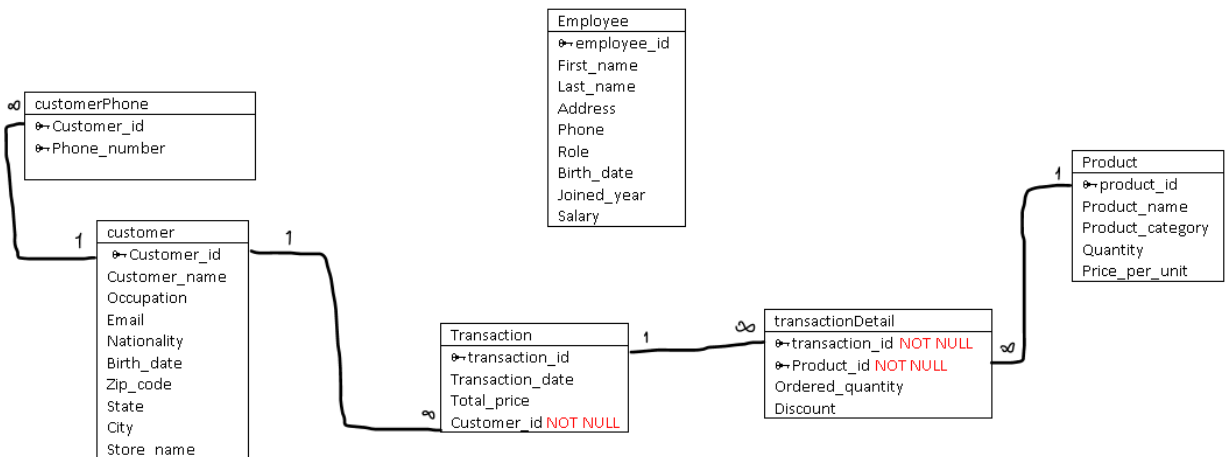 Employee
employee_id
First_name
Last_name
Address
Phone
Role
Birth_date
Joined_year
Salary
∞
customerPhone
Customer_id
Phone_number
1
customer
Customer_id
Customer_name
Occupation
Email
Nationality
Birth_date
Zip_code
State
City
Store_name
1
∞
Transaction
transaction_id
Transaction_date
Total_price
Customer_id NOT NULL
1
∞
transactionDetail
transaction_id NOT NULL
Product_id NOT NULL
Ordered_quantity
Discount
∞
1
Product
product_id
Product_name
Product_category
Quantity
Price_per_unit